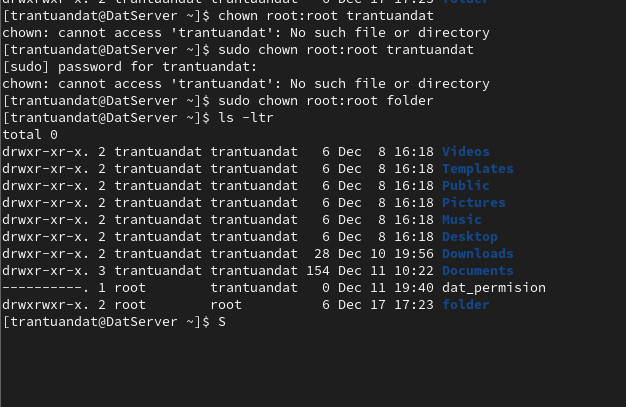 Dec 17 17:23 folder
[trantuandat@DatServer ~]$ chown root:root trantuandat
chown: cannot access 'trantuandat': No such file or directory
[trantuandat@DatServer ~]$ sudo chown root:root trantuandat
[sudo] password for trantuandat:
chown: cannot access 'trantuandat': No such file or directory
[trantuandat@DatServer ~]$ sudo chown root:root folder
[trantuandat@DatServer ~]$ ls -ltr
total 0
drwxr-xr-x. 2 trantuandat trantuandat   6 Dec  8 16:18 Videos
drwxr-xr-x. 2 trantuandat trantuandat   6 Dec  8 16:18 Templates
drwxr-xr-x. 2 trantuandat trantuandat   6 Dec  8 16:18 Public
drwxr-xr-x. 2 trantuandat trantuandat   6 Dec  8 16:18 Pictures
drwxr-xr-x. 2 trantuandat trantuandat   6 Dec  8 16:18 Music
drwxr-xr-x. 2 trantuandat trantuandat   6 Dec  8 16:18 Desktop
drwxr-xr-x. 2 trantuandat trantuandat  28 Dec 10 19:56 Downloads
drwxr-xr-x. 3 trantuandat trantuandat 154 Dec 11 10:22 Documents
----------. 1 root        trantuandat   0 Dec 11 19:40 dat_permision
drwxrwxr-x. 2 root        root          6 Dec 17 17:23 folder
[trantuandat@DatServer ~]$ S